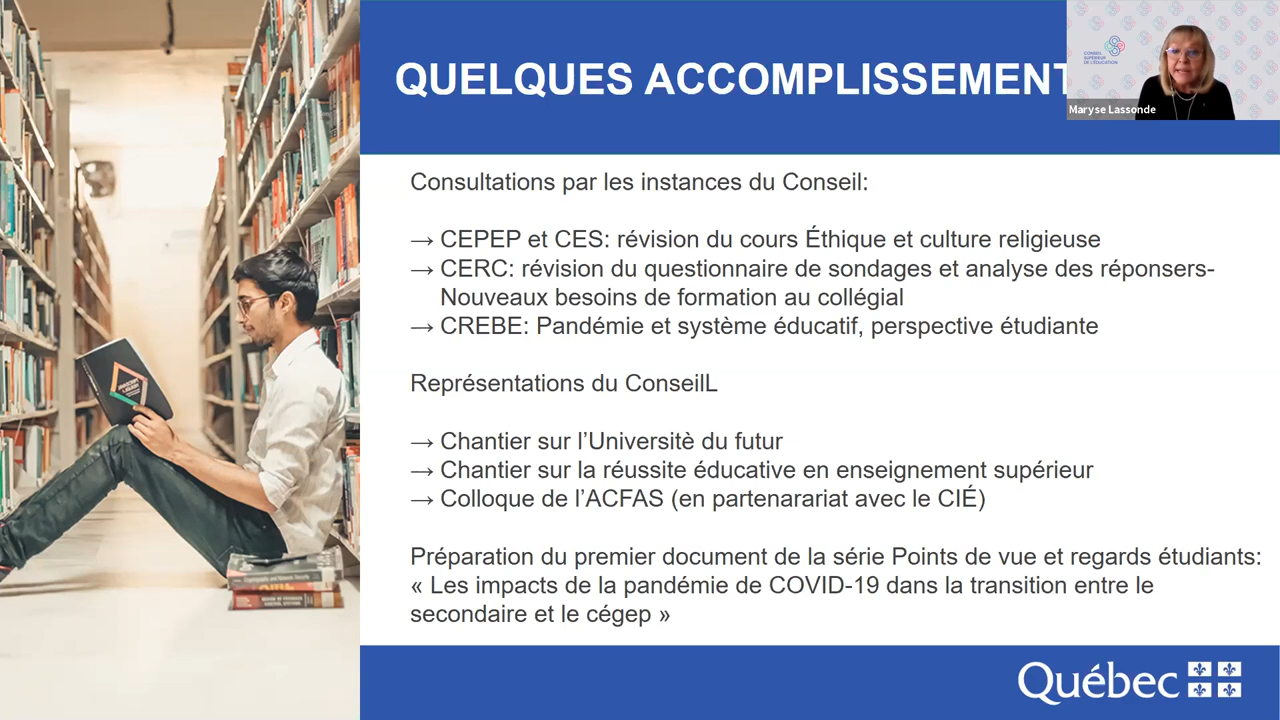 QUELQUES ACCOMPLISSEMENT
CONSEIL
SUPÉRIEUR
DE L'ÉDUCATION
Maryse Lassonde
Consultations par les instances du Conseil:
→ CEPEP et CES: révision du cours Éthique et culture religieuse
→ CERC: révision du questionnaire de sondages et analyse des réponsers-
Nouveaux besoins de formation au collégial
→ CREBE: Pandémie et système éducatif, perspective étudiante
Représentations du ConseilL
→ Chantier sur l’Universitè du futur
→ Chantier sur la réussite éducative en enseignement supérieur
→ Colloque de l’ACFAS (en partenarariat avec le CIÉ)
Préparation du premier document de la série Points de vue et regards étudiants:
« Les impacts de la pandémie de COVID-19 dans la transition entre le
secondaire et le cégep »
Québec